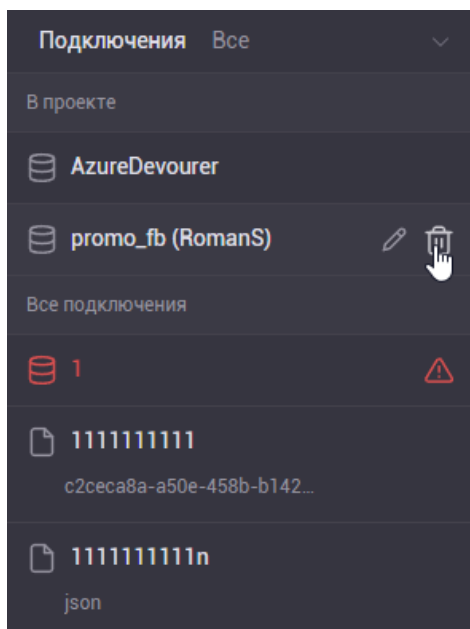 Подключения Все
В проекте
AzureDevourer
promo_fb (RomanS)
Все подключения
1
1111111111
c2ceca8a-a50e-458b-b142...
1111111111n
json